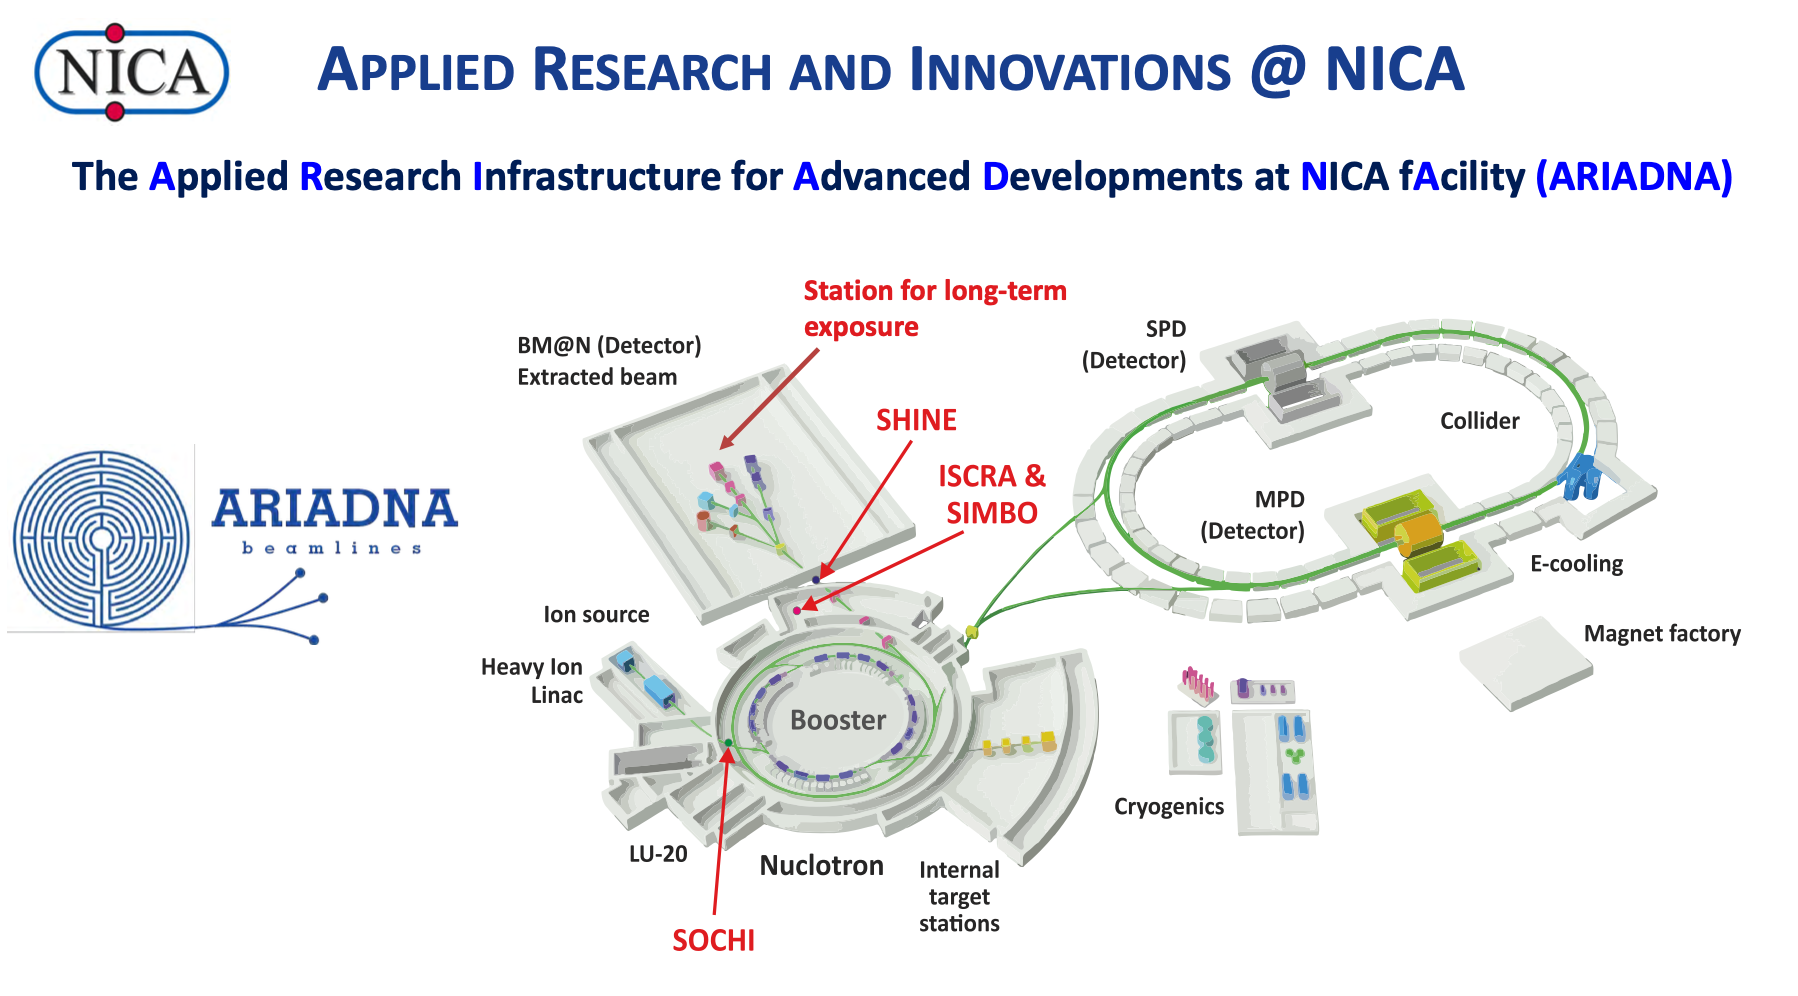 NICA
APPLIED RESEARCH AND INNOVATIONS @ NICA
The Applied Research Infrastructure for Advanced Developments at NICA fAcility (ARIADNA)
Station for long-term
exposure
BM@N (Detector)
Extracted beam
SPD
(Detector)
SHINE
Collider
ISCRA &
SIMBO
MPD
(Detector)
ARIADNA
beamlines
E-cooling
Ion source
Magnet factory
Heavy Ion
Linac
Booster
Cryogenics
LU-20
Nuclotron
Internal
target
stations
SOCHI